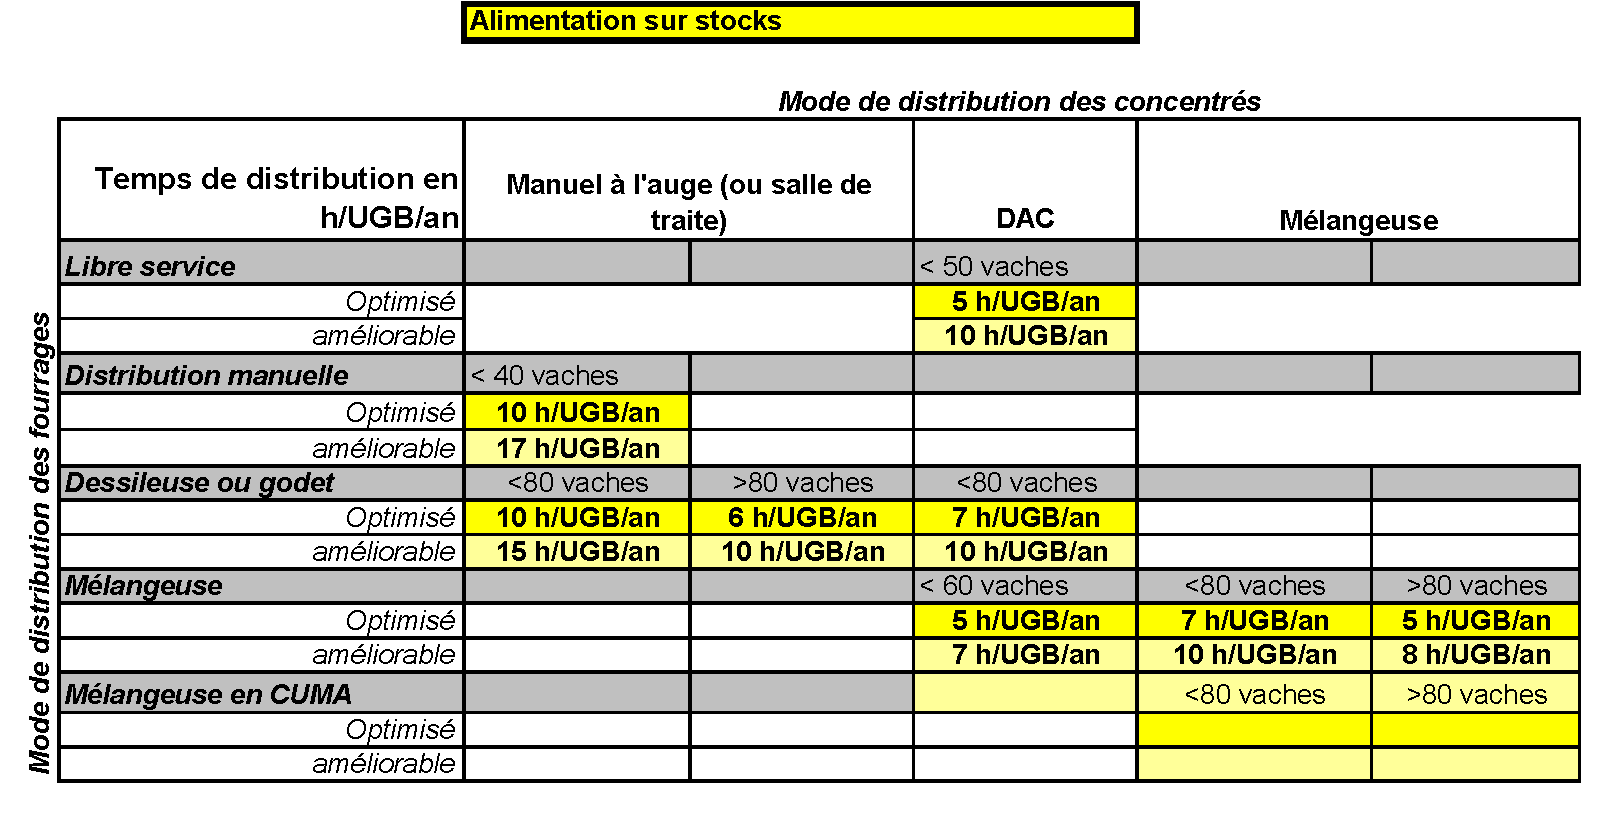 Alimentation sur stocks
Mode de distribution des concentrés
Temps de distribution en
h/UGB/an
Manuel à l'auge (ou salle de
traite)
DAC
Mélangeuse
Mode de distribution des fourrages
Libre service
< 50 vaches
Optimisé
5 h/UGB/an
améliorable
10 h/UGB/an
Distribution manuelle
< 40 vaches
Optimisé
10 h/UGB/an
améliorable
17 h/UGB/an
Dessileuse ou godet
<80 vaches
>80 vaches
<80 vaches
Optimisé
10 h/UGB/an
6 h/UGB/an
7 h/UGB/an
améliorable
15 h/UGB/an
10 h/UGB/an
10 h/UGB/an
Mélangeuse
< 60 vaches
<80 vaches
>80 vaches
Optimisé
5 h/UGB/an
7 h/UGB/an
5 h/UGB/an
améliorable
7 h/UGB/an
10 h/UGB/an
8 h/UGB/an
Mélangeuse en CUMA
<80 vaches
>80 vaches
Optimisé
améliorable